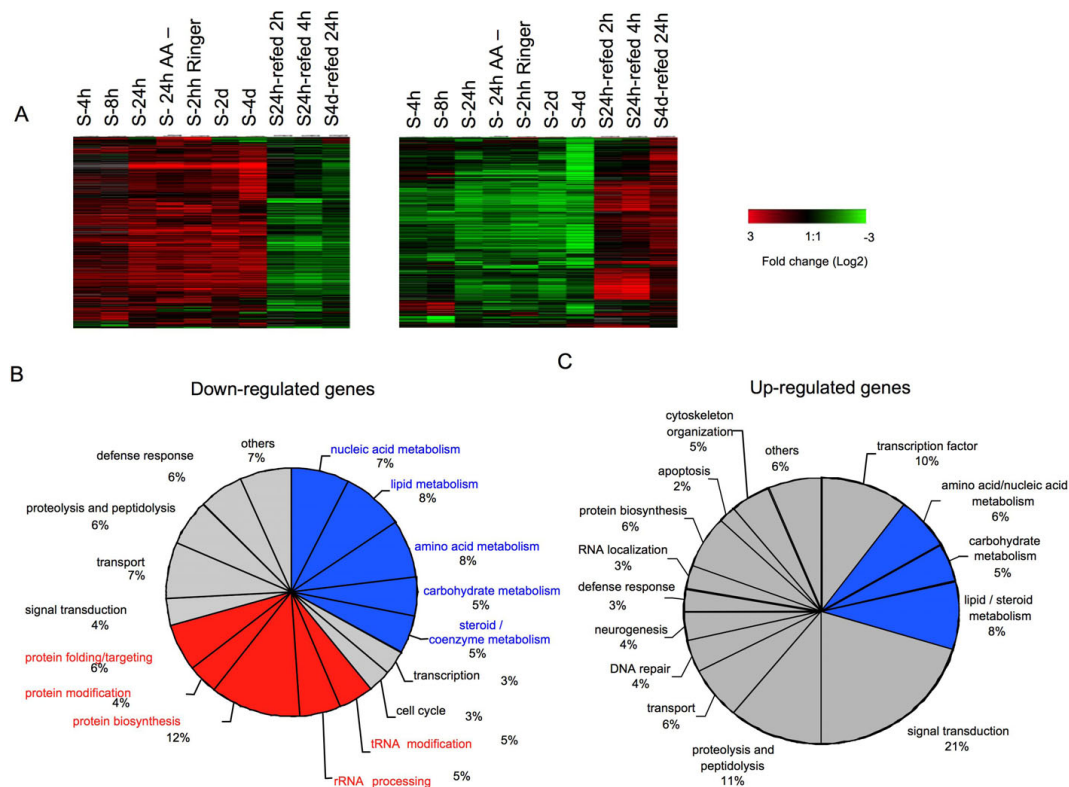 A
S-4h
S-8h
S-24h
S- 24h AA –
S-2hh Ringer
S-2d
S-4d
S24h-refed 2h
S24h-refed 4h
S4d-refed 24h
S-4h
S-8h
S-24h
S- 24h AA –
S-2hh Ringer
S-2d
S-4d
S24h-refed 2h
S24h-refed 4h
S4d-refed 24h
3 1:1 -3
Fold change (Log2)
B
Down-regulated genes
others
7%
nucleic acid metabolism
7%
lipid metabolism
8%
amino acid metabolism
8%
carbohydrate metabolism
5%
steroid /
coenzyme metabolism
5%
transcription 3%
cell cycle 3%
tRNA modification 5%
rRNA processing 5%
protein biosynthesis
12%
protein modification
4%
protein folding/targeting
6%
signal transduction
4%
transport
7%
proteolysis and peptidolysis
6%
defense response
6%
C
Up-regulated genes
others
6%
transcription factor
10%
amino acid/nucleic acid
metabolism
6%
carbohydrate
metabolism
5%
lipid / steroid
metabolism
8%
signal transduction
21%
proteolysis and
peptidolysis
11%
transport
6%
DNA repair
4%
neurogenesis
4%
defense response
3%
RNA localization
3%
protein biosynthesis
6%
apoptosis
2%
cytoskeleton
organization
5%